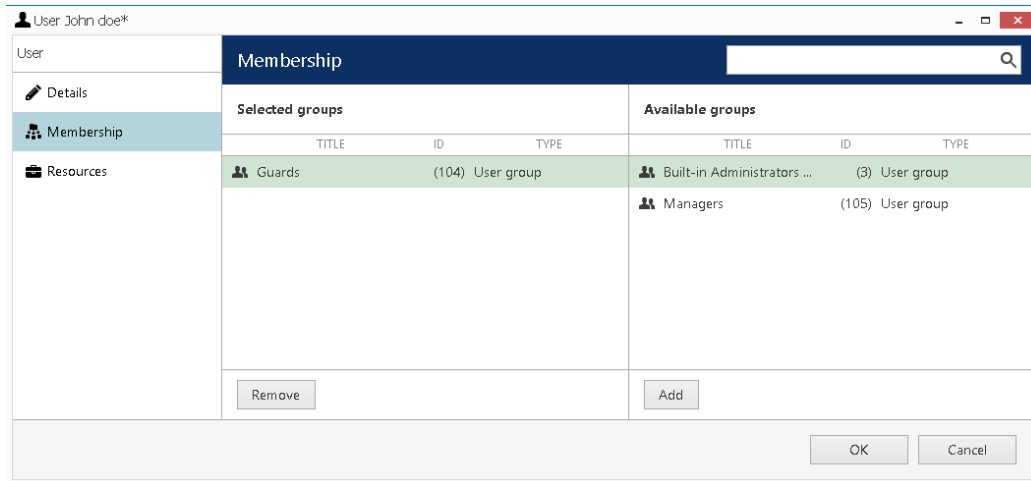 User John doe*
User
Membership
Details
Membership
Resources
Selected groups
TITLE ID TYPE
Guards (104) User group
Remove
Available groups
TITLE ID TYPE
Built-in Administrators ... (3) User group
Managers (105) User group
Add
OK Cancel